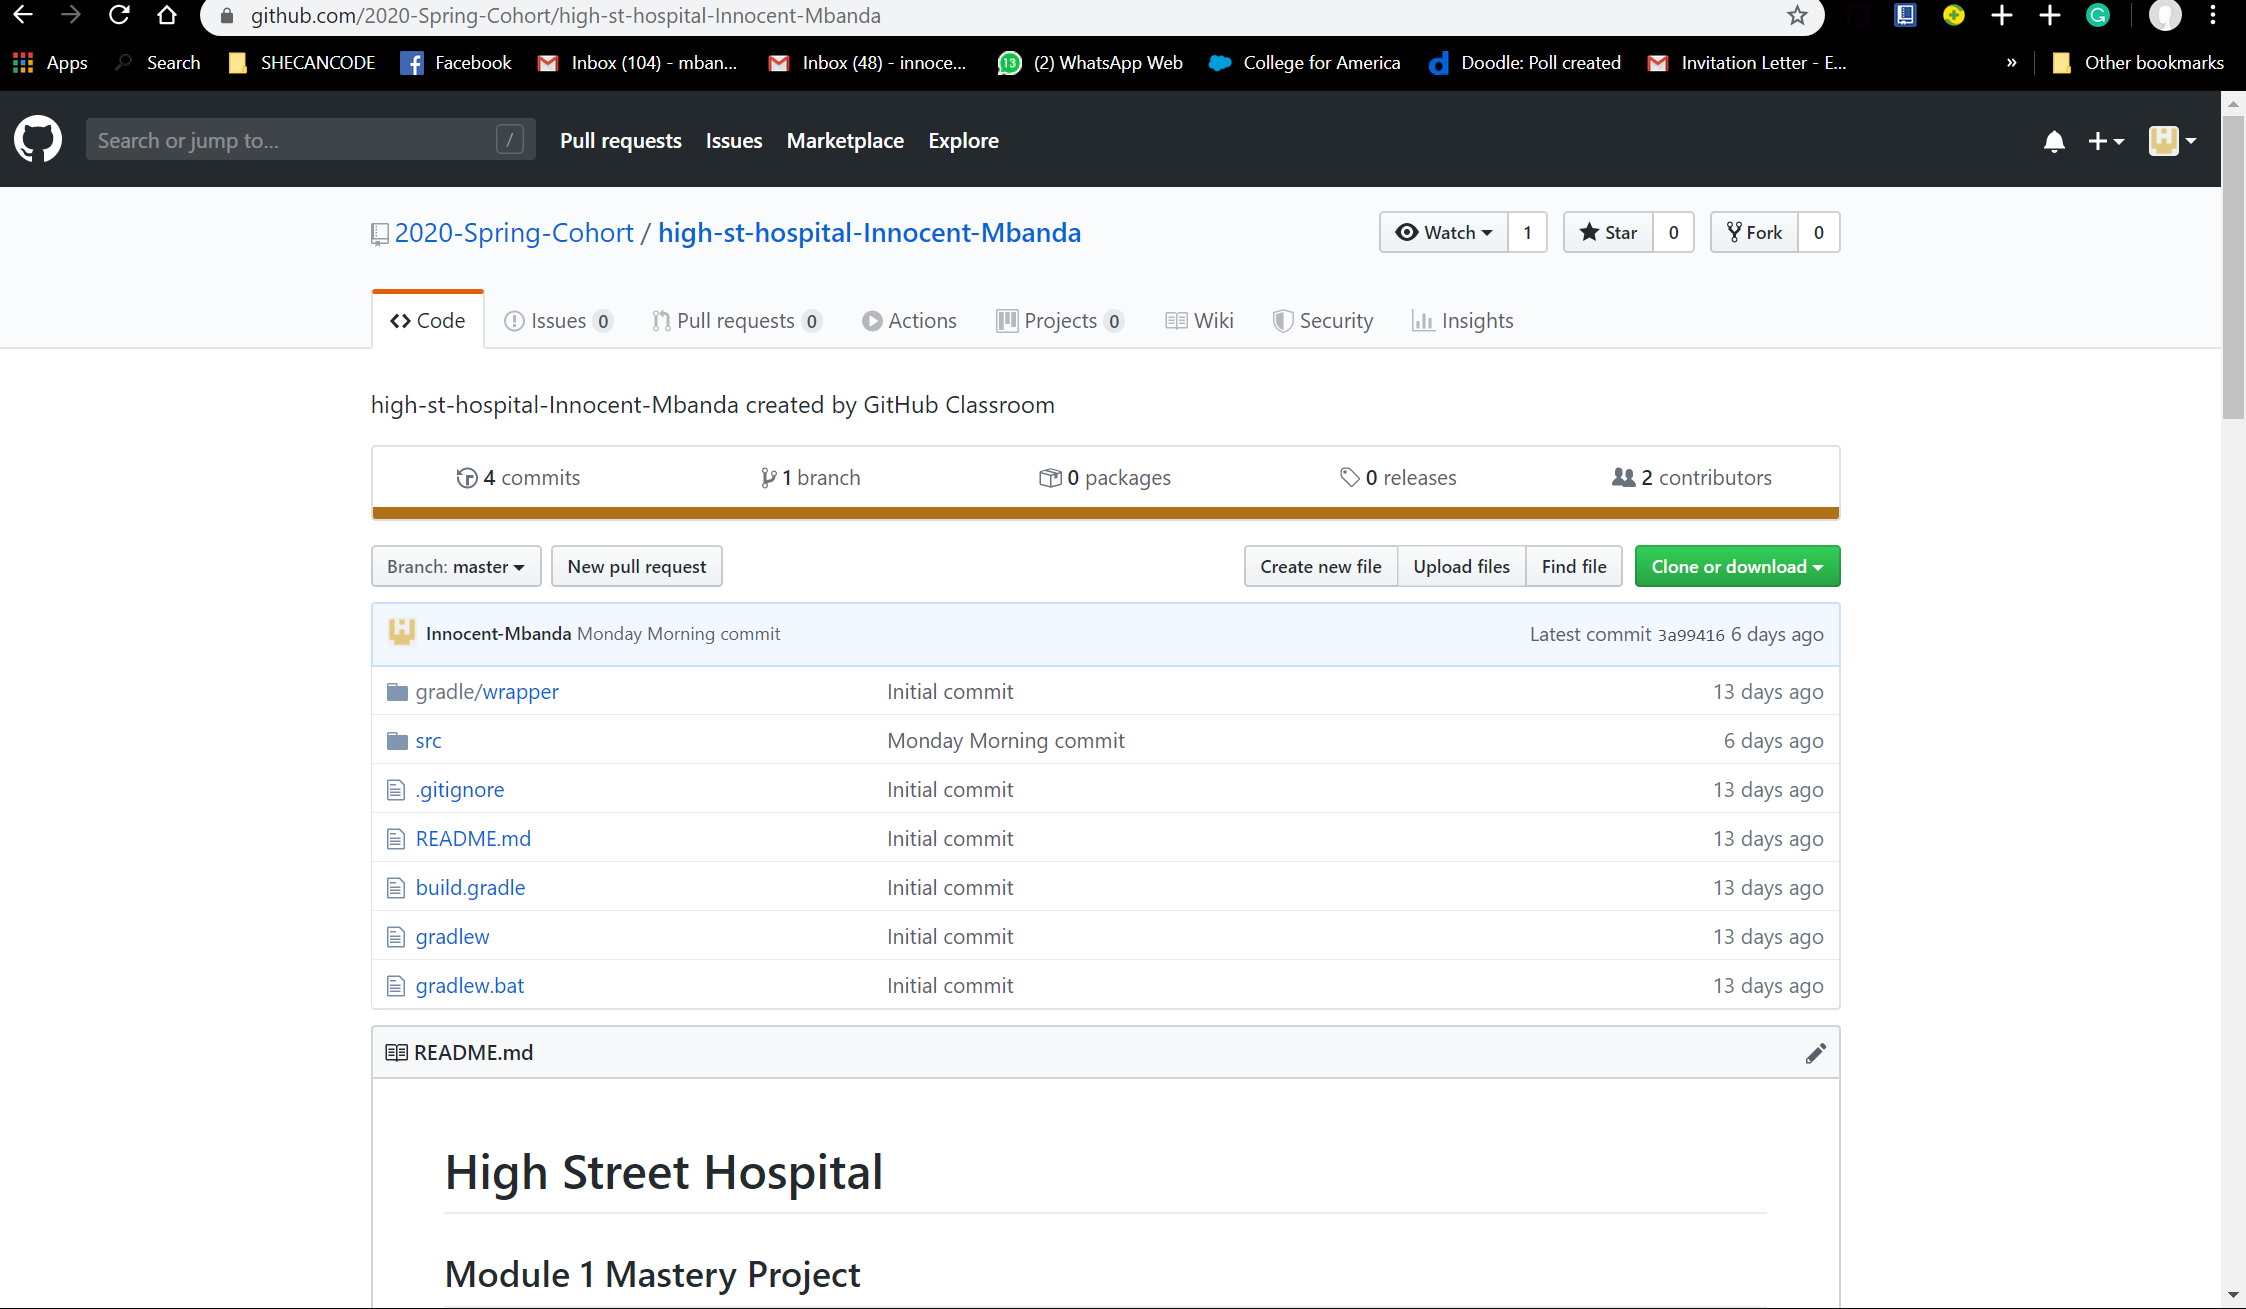 github.com/2020-Spring-Cohort/high-st-hospital-Innocent-Mbanda
Apps Search SHECANCODE Facebook Inbox (104) - mban... Inbox (48) - innoce... 13 (2) WhatsApp Web College for America Doodle: Poll created Invitation Letter - E... » Other bookmarks
Search or jump to... / Pull requests Issues Marketplace Explore
2020-Spring-Cohort / high-st-hospital-Innocent-Mbanda Watch 1 Star 0 Fork 0
Code Issues 0 Pull requests 0 Actions Projects 0 Wiki Security Insights
high-st-hospital-Innocent-Mbanda created by GitHub Classroom
4 commits 1 branch 0 packages 0 releases 2 contributors
Branch: master New pull request Create new file Upload files Find file Clone or download
Innocent-Mbanda Monday Morning commit Latest commit 3a99416 6 days ago
gradle/wrapper Initial commit 13 days ago
src Monday Morning commit 6 days ago
.gitignore Initial commit 13 days ago
README.md Initial commit 13 days ago
build.gradle Initial commit 13 days ago
gradlew Initial commit 13 days ago
gradlew.bat Initial commit 13 days ago
README.md
High Street Hospital
Module 1 Mastery Project